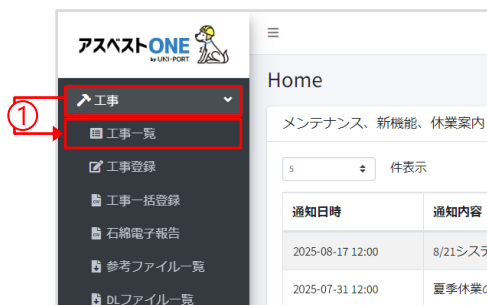 アスベストONE
by UNI-PORT
Home
① 工事
工事一覧
工事登録
工事一括登録
石綿電子報告
参考ファイル一覧
DLファイル一覧
メンテナンス、新機能、休業案内
5 件表示
通知日時 通知内容
2025-08-17 12:00 8/21システ
2025-07-31 12:00 夏季休業の